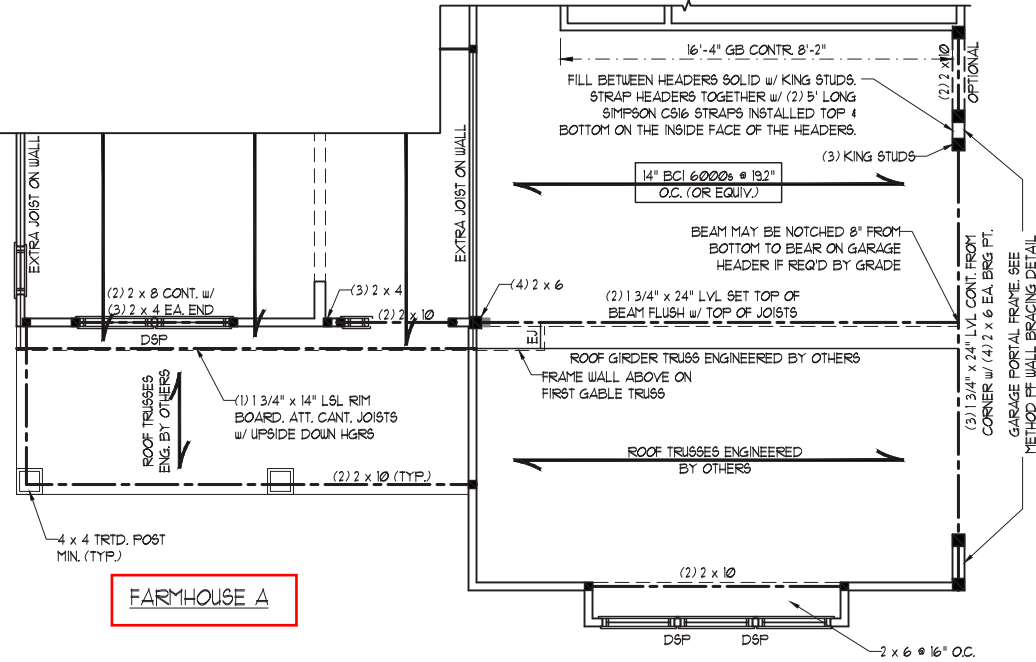 16'-4" GB CONTR. 8'-2"
(2) 2 x 10
OPTIONAL
FILL BETWEEN HEADERS SOLID w/ KING STUDS.
STRAP HEADERS TOGETHER w/ (2) 5' LONG
SIMPSON CS16 STRAPS INSTALLED TOP &
BOTTOM ON THE INSIDE FACE OF THE HEADERS.
(3) KING STUDS
EXTRA JOIST ON WALL
EXTRA JOIST ON WALL
14" BCI 6000s @ 19.2"
O.C. (OR EQUIV.)
BEAM MAY BE NOTCHED 8" FROM
BOTTOM TO BEAR ON GARAGE
HEADER IF REQ'D BY GRADE
(2) 2 x 8 CONT. w/
(3) 2 x 4 EA. END
DSP
(3) 2 x 4
(2) 2 x 10
(4) 2 x 6
(2) 1 3/4" x 24" LVL SET TOP OF
BEAM FLUSH w/ TOP OF JOISTS
EJ
ROOF GIRDER TRUSS ENGINEERED BY OTHERS
FRAME WALL ABOVE ON
FIRST GABLE TRUSS
(3) 1 3/4" x 24" LVL CONT. FROM
CORNER w/ (4) 2 x 6 EA. BRG PT.
GARAGE PORTAL FRAME. SEE
METHOD PF WALL BRACING DETAIL
ROOF TRUSSES
ENG. BY OTHERS
(1) 1 3/4" x 14" LSL RIM
BOARD. ATT. CANT. JOISTS
w/ UPSIDE DOWN HGRS
ROOF TRUSSES ENGINEERED
BY OTHERS
(2) 2 x 10 (TYP.)
4 x 4 TRTD. POST
MIN. (TYP.)
FARMHOUSE A
(2) 2 x 10
DSP
DSP
2 x 6 @ 16" O.C.